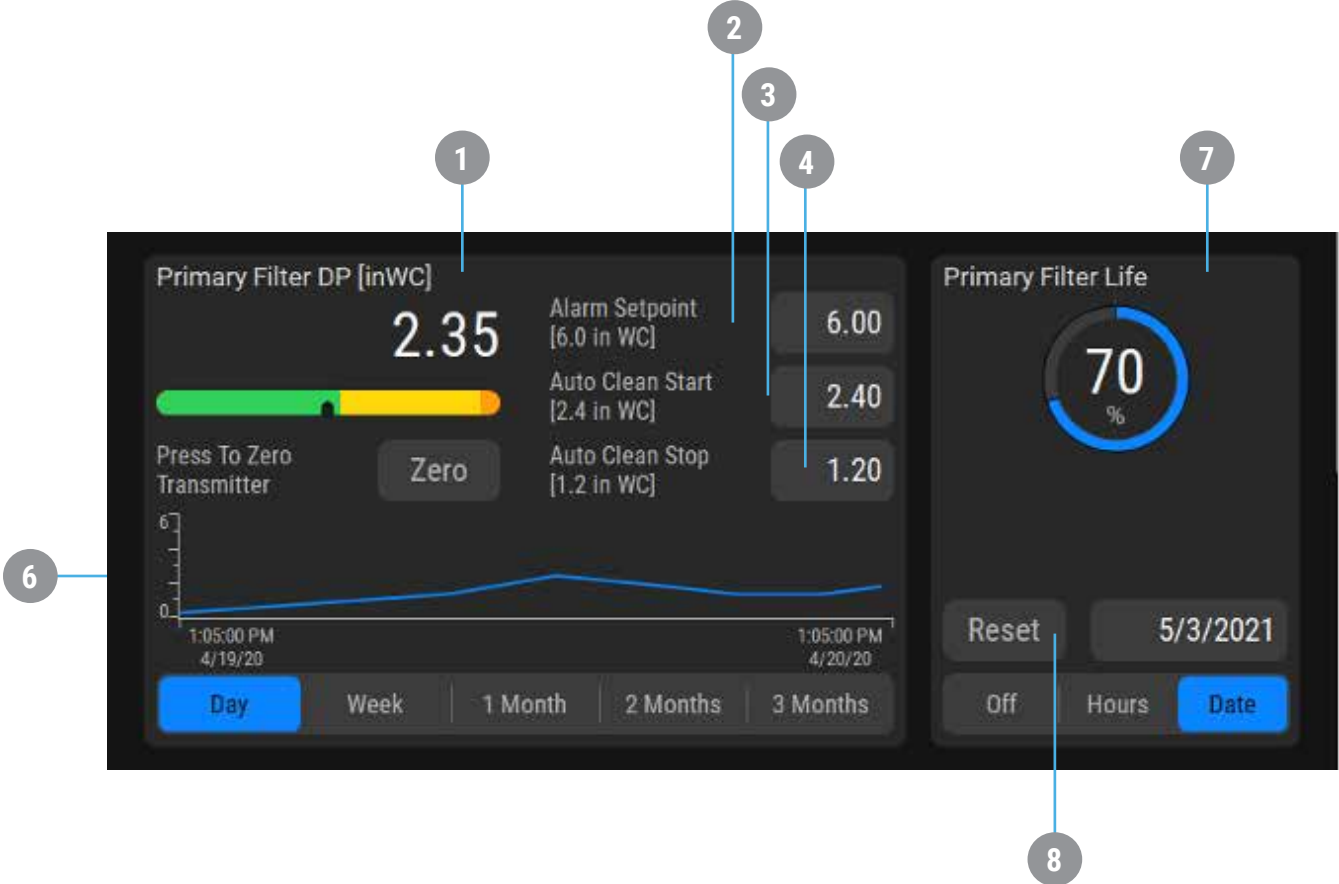 2
3
1
4
7
Primary Filter DP [inWC]
2.35
Alarm Setpoint
[6.0 in WC]
6.00
Auto Clean Start
[2.4 in WC]
2.40
Press To Zero
Transmitter
Zero
Auto Clean Stop
[1.2 in WC]
1.20
6
0
1:05:00 PM
4/19/20
1:05:00 PM
4/20/20
Day Week 1 Month 2 Months 3 Months
6
Primary Filter Life
70
%
Reset 5/3/2021
Off Hours Date
8